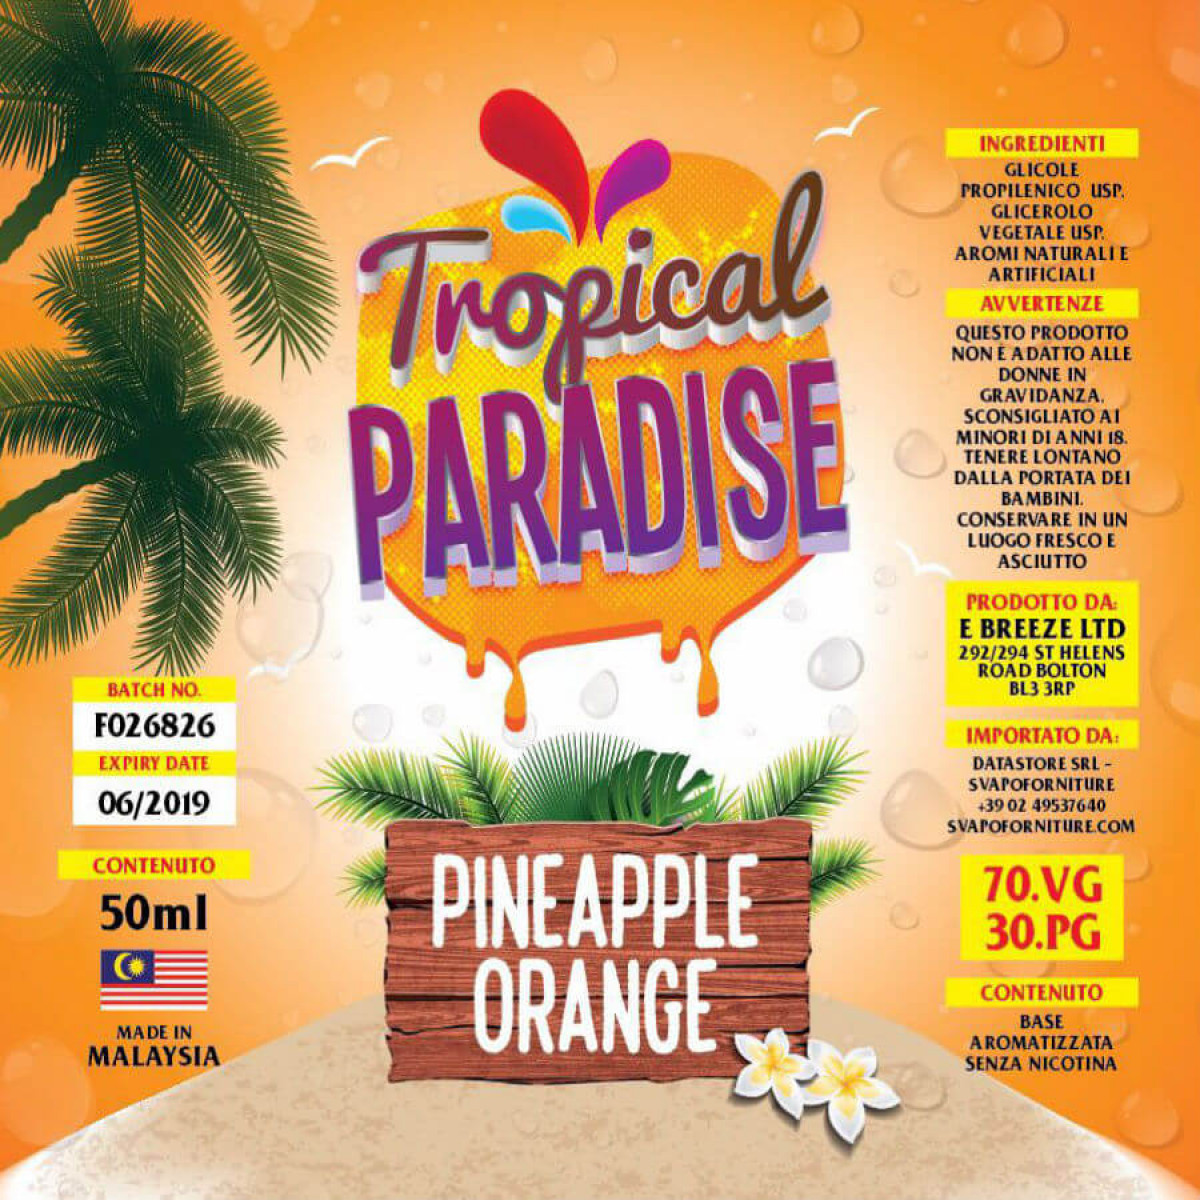 Tropical
PARADISE
PINEAPPLE
ORANGE
BATCH NO.
F026826
EXPIRY DATE
06/2019
CONTENUTO
50ml
MADE IN
MALAYSIA
INGREDIENTI
GLICOLE
PROPILENICO USP.
GLICEROLO
VEGETALE USP.
AROMI NATURALI E
ARTIFICIALI
AVVERTENZE
QUESTO PRODOTTO
NON È ADATTO ALLE
DONNE IN
GRAVIDANZA.
SCONSIGLIATO AI
MINORI DI ANNI 18.
TENERE LONTANO
DALLA PORTATA DEI
BAMBINI.
CONSERVARE IN UN
LUOGO FRESCO E
ASCIUTTO
PRODOTTO DA:
E BREEZE LTD
292/294 ST HELENS
ROAD BOLTON
BL3 3RP
IMPORTATO DA:
DATASTORE SRL –
SVAPOFORNITURE
+39 02 49537640
SVAPOFORNITURE.COM
70.VG
30.PG
CONTENUTO
BASE
AROMATIZZATA
SENZA NICOTINA